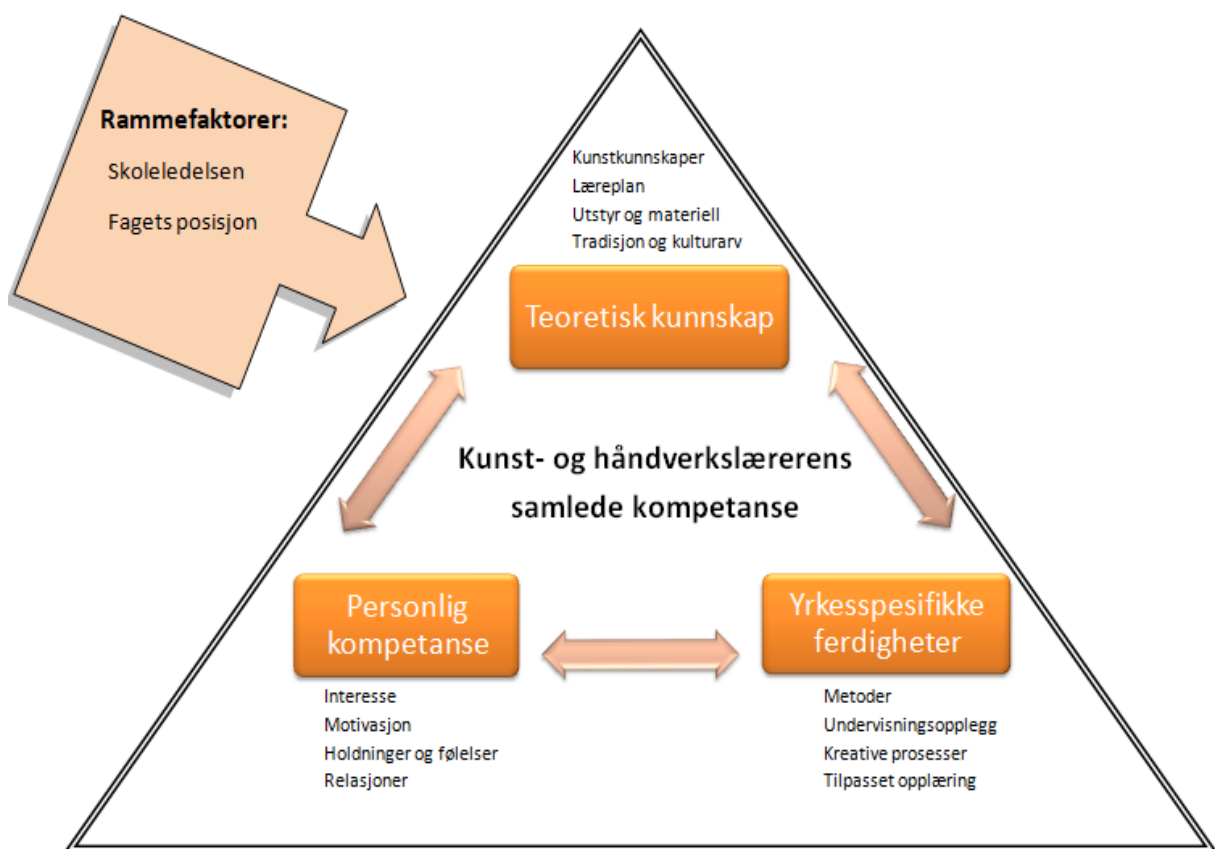 Rammefaktorer:
Skoleledelsen
Fagets posisjon
Kunstkunnskaper
Læreplan
Utstyr og materiell
Tradisjon og kulturarv
Teoretisk kunnskap
Kunst- og håndverkslærerens
samlede kompetanse
Personlig
kompetanse
Interesse
Motivasjon
Holdninger og følelser
Relasjoner
Yrkesspesifikke
ferdigheter
Metoder
Undervisningsopplegg
Kreative prosesser
Tilpasset opplæring